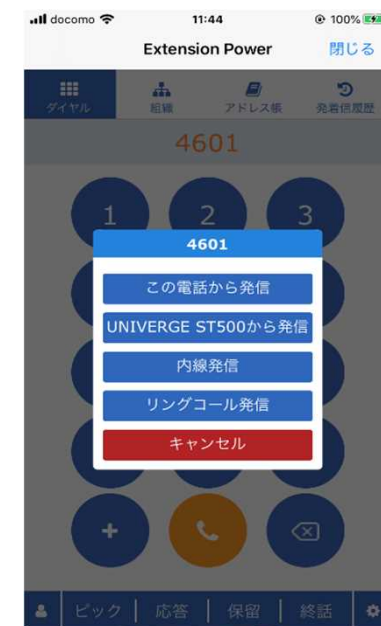 docomo 11:44 100%
Extension Power 閉じる
ダイヤル 組織 アドレス帳 発着信履歴
4601
1 2 3
4601
この電話から発信
UNIVERGE ST500から発信
内線発信
リングコール発信
キャンセル
+
ピック 応答 保留 終話